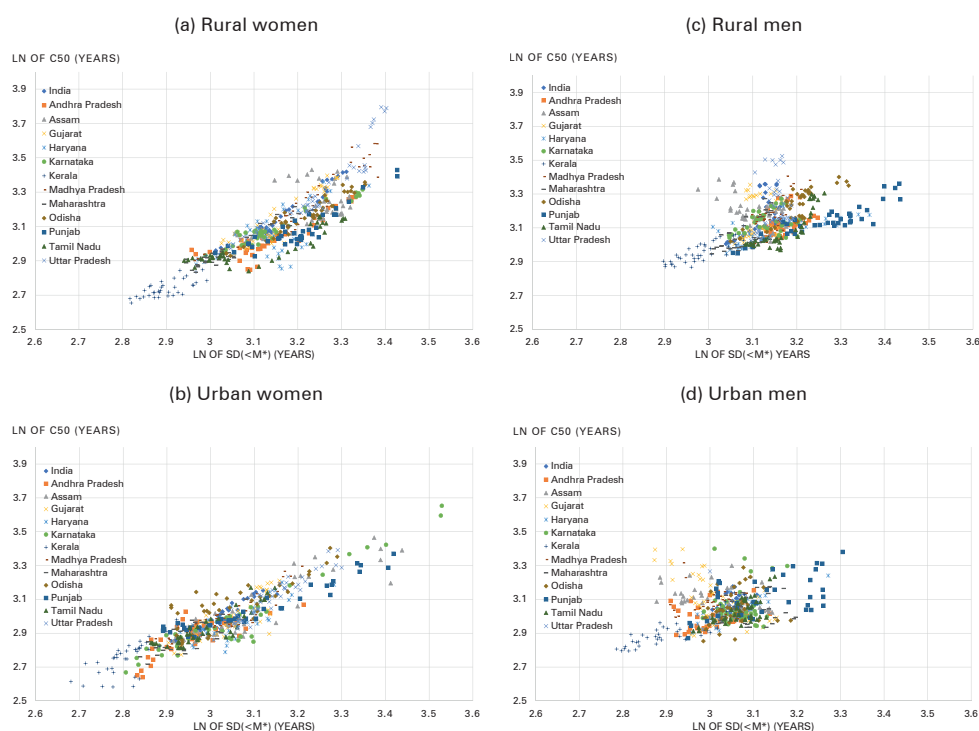 (a) Rural women
LN OF C50 (YEARS)
3.9
3.7
3.5
3.3
3.1
2.9
2.7
2.5
India
Andhra Pradesh
Assam
Gujarat
Haryana
Karnataka
Kerala
Madhya Pradesh
Maharashtra
Odisha
Punjab
Tamil Nadu
Uttar Pradesh
2.6 2.7 2.8 2.9 3 3.1 3.2 3.3 3.4 3.5 3.6
LN OF SD(<M*) (YEARS)
(c) Rural men
LN OF C50 (YEARS)
3.9
3.7
3.5
3.3
3.1
2.9
2.7
2.5
India
Andhra Pradesh
Assam
Gujarat
Haryana
Karnataka
Kerala
Madhya Pradesh
Maharashtra
Odisha
Punjab
Tamil Nadu
Uttar Pradesh
2.6 2.7 2.8 2.9 3 3.1 3.2 3.3 3.4 3.5 3.6
LN OF SD(<M*) (YEARS
(b) Urban women
LN OF C50 (YEARS)
3.9
3.7
3.5
3.3
3.1
2.9
2.7
2.5
India
Andhra Pradesh
Assam
Gujarat
Haryana
Karnataka
Kerala
Madhya Pradesh
Maharashtra
Odisha
Punjab
Tamil Nadu
Uttar Pradesh
2.6 2.7 2.8 2.9 3 3.1 3.2 3.3 3.4 3.5 3.6
LN OF SD(<M*) (YEARS)
(d) Urban men
LN OF C50 (YEARS)
3.9
3.7
3.5
3.3
3.1
2.9
2.7
2.5
India
Andhra Pradesh
Assam
Gujarat
Haryana
Karnataka
Kerala
Madhya Pradesh
Maharashtra
Odisha
Punjab
Tamil Nadu
Uttar Pradesh
2.6 2.7 2.8 2.9 3 3.1 3.2 3.3 3.4 3.5 3.6
LN OF SD(<M*) (YEARS)